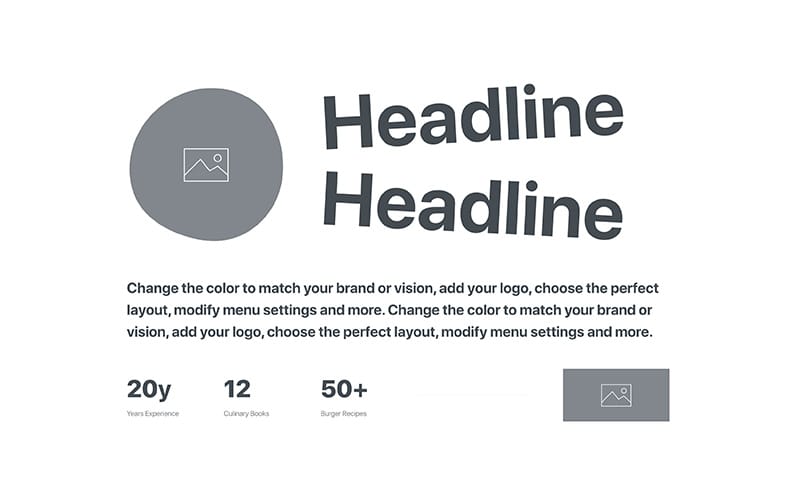 Headline
Headline
Change the color to match your brand or vision, add your logo, choose the perfect
layout, modify menu settings and more. Change the color to match your brand or
vision, add your logo, choose the perfect layout, modify menu settings and more.
20y 12 50+
Years Experience Culinary Books Burger Recipes